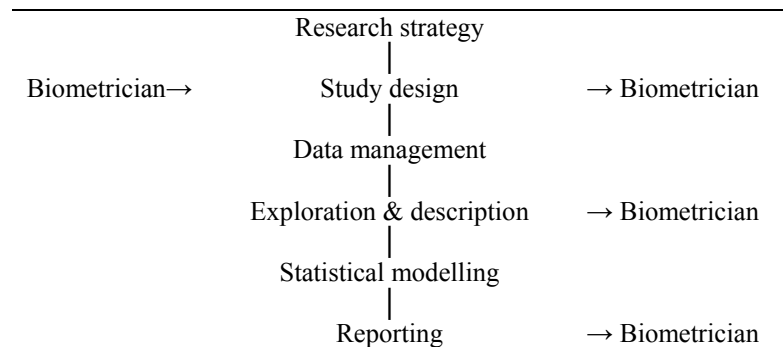 Research strategy
Biometrician→ Study design → Biometrician
Data management
Exploration & description → Biometrician
Statistical modelling
Reporting → Biometrician